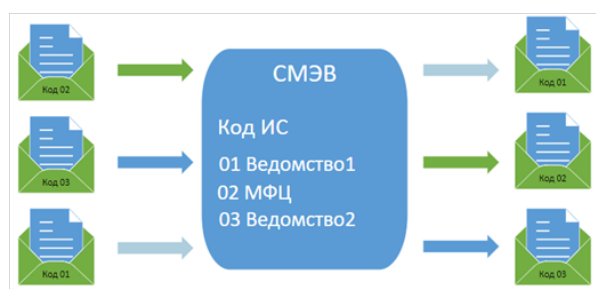 Код 02
Код 03
Код 01
СМЭВ
Код ИС
01 Ведомство1
02 МФЦ
03 Ведомство2
Код 01
Код 02
Код 03